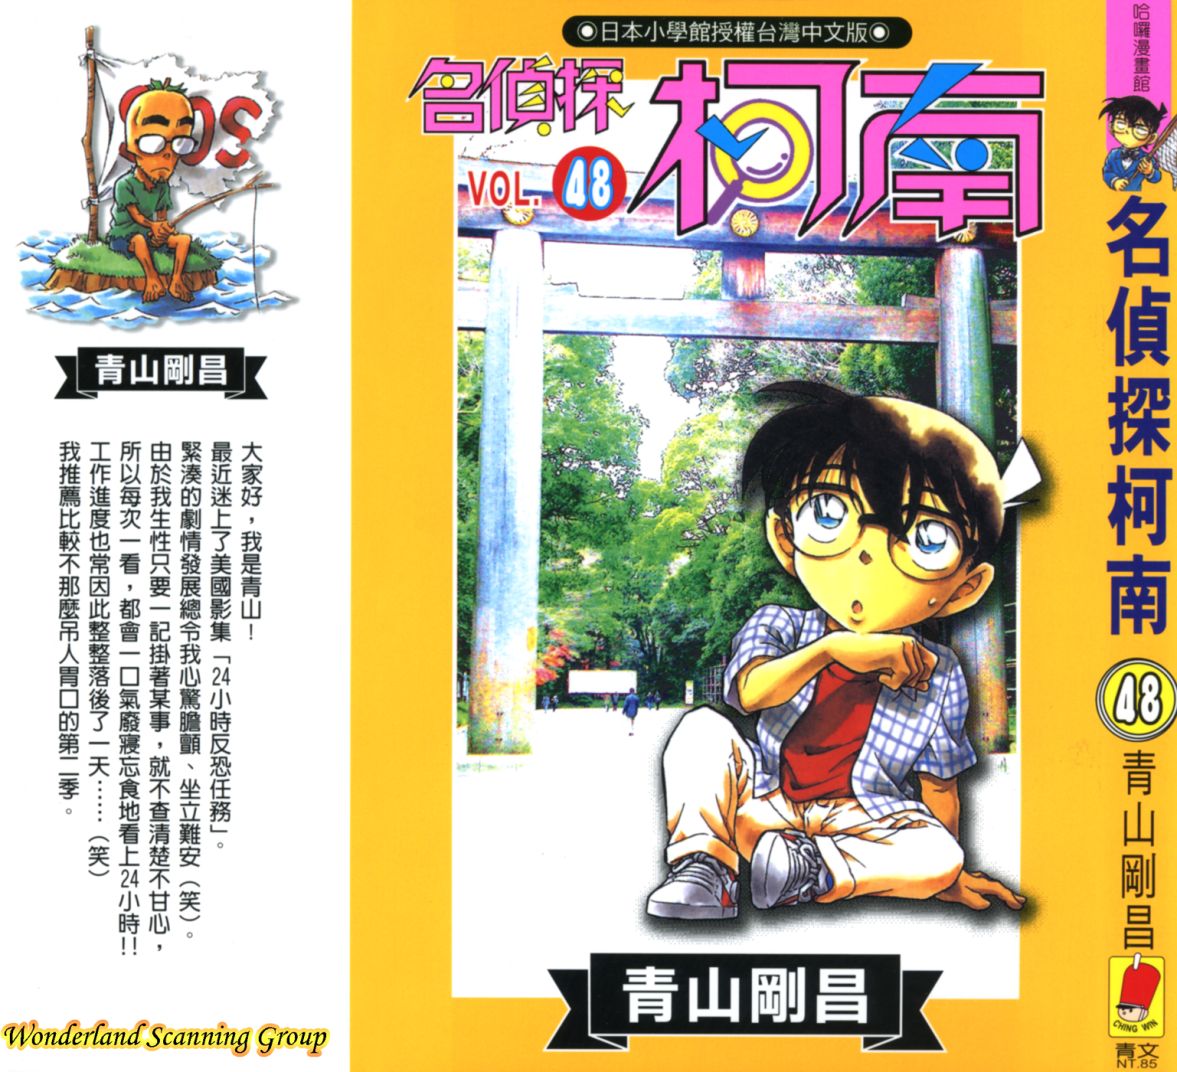 SOS
青山剛昌
大家好，我是青山！
最近迷上了美國影集「24小時反恐任務」。
緊湊的劇情發展總令我心驚膽顫、坐立難安（笑）。
由於我生性只要一記掛著某事，就不查清楚不甘心，
所以每次一看，都會一口氣廢寢忘食地看上24小時!!
工作進度也常因此整整落後了一天……（笑）
我推薦比較不那麼吊人胃口的第二季。
Wonderland Scanning Group
◉日本小學館授權台灣中文版◉
名偵探柯南
VOL. 48
青山剛昌
哈囉漫畫館
名偵探柯南
48
青山剛昌
CHING WIN
青文
NT.85